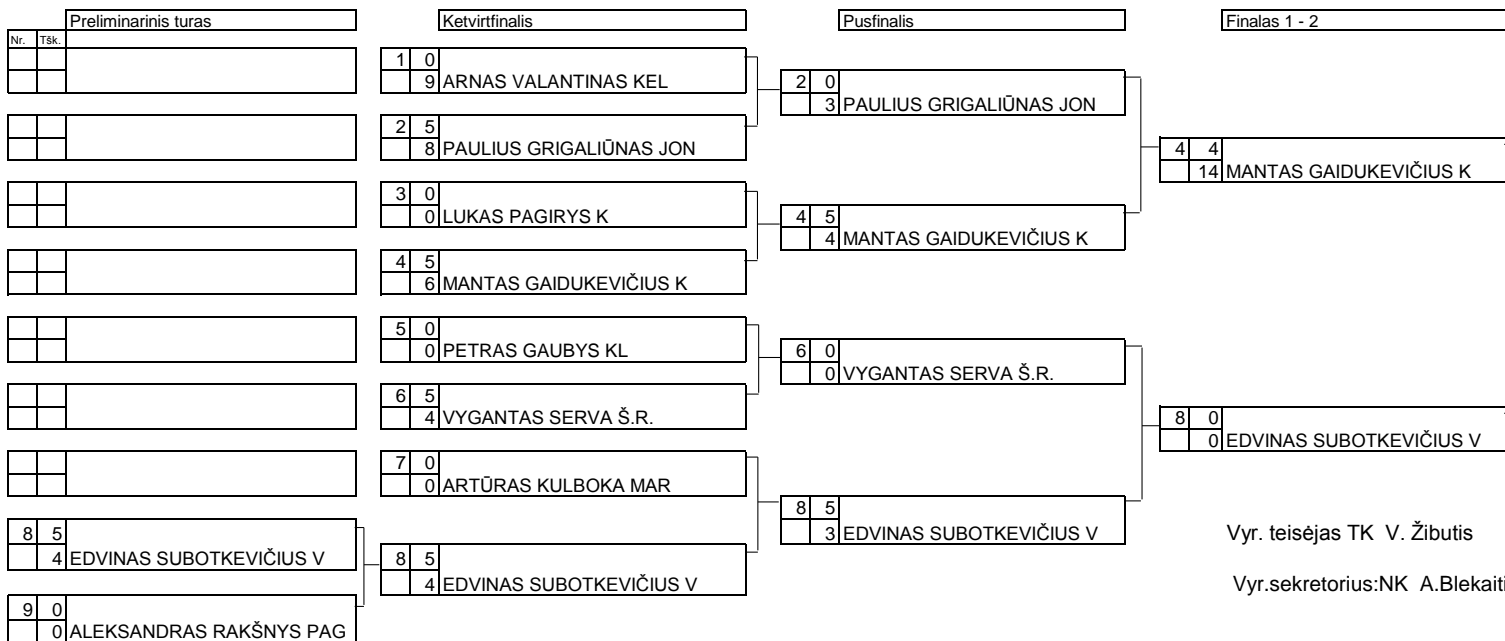 Preliminarinis turas
Ketvirtfinalis
Pusfinalis
Finalas 1 - 2
Nr. Tšk.
1 0
9 ARNAS VALANTINAS KEL
2 5
8 PAULIUS GRIGALIŪNAS JON
3 0
0 LUKAS PAGIRYS K
4 5
6 MANTAS GAIDUKEVIČIUS K
5 0
0 PETRAS GAUBYS KL
6 5
4 VYGANTAS SERVA Š.R.
7 0
0 ARTŪRAS KULBOKA MAR
8 5
4 EDVINAS SUBOTKEVIČIUS V
9 0
0 ALEKSANDRAS RAKŠNYS PAG
8 5
4 EDVINAS SUBOTKEVIČIUS V
2 0
3 PAULIUS GRIGALIŪNAS JON
4 5
4 MANTAS GAIDUKEVIČIUS K
6 0
0 VYGANTAS SERVA Š.R.
8 5
3 EDVINAS SUBOTKEVIČIUS V
4 4
14 MANTAS GAIDUKEVIČIUS K
8 0
0 EDVINAS SUBOTKEVIČIUS V
Vyr. teisėjas TK V. Žibutis
Vyr.sekretorius:NK A.Blekaiti